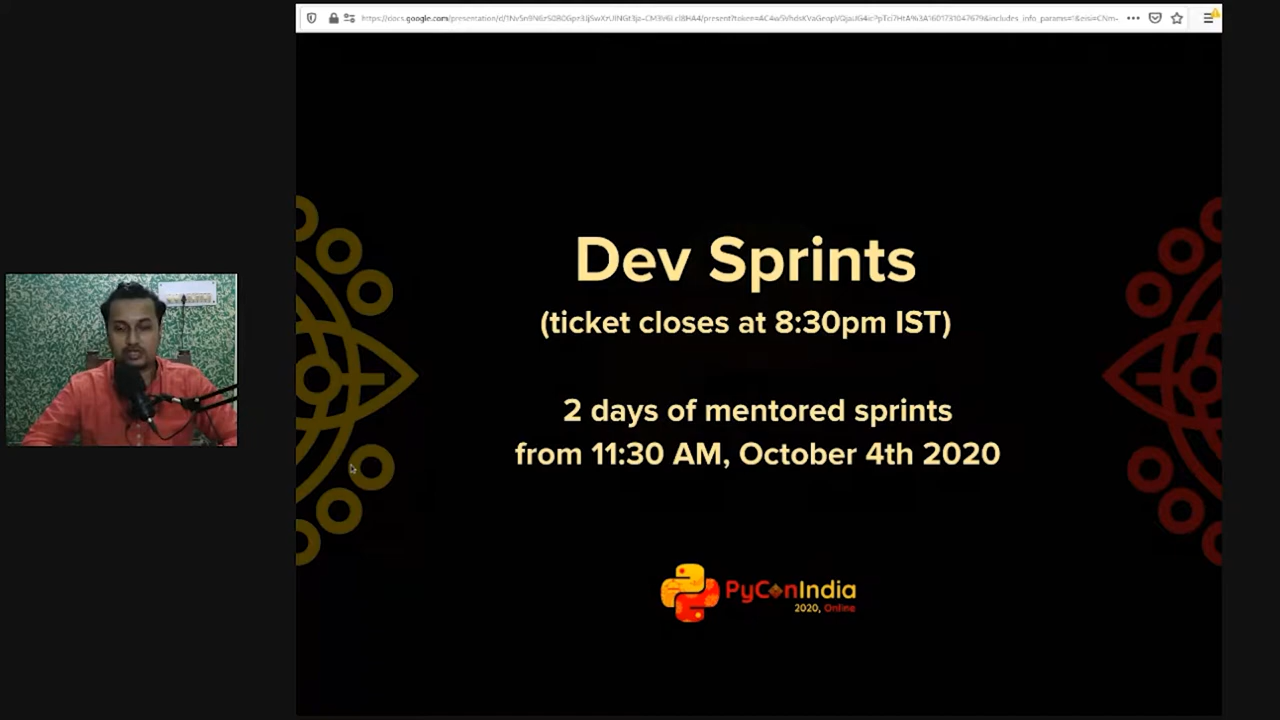 Dev Sprints
(ticket closes at 8:30pm IST)
2 days of mentored sprints
from 11:30 AM, October 4th 2020
PyConIndia
2020, Online